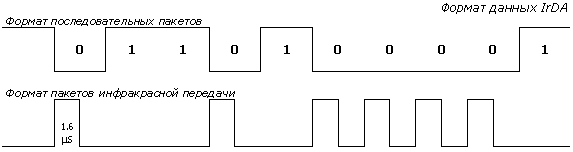 Формат данных IrDA
Формат последовательных пакетов
0 1 1 0 1 0 0 0 0 1
Формат пакетов инфракрасной передачи
1.6
μs